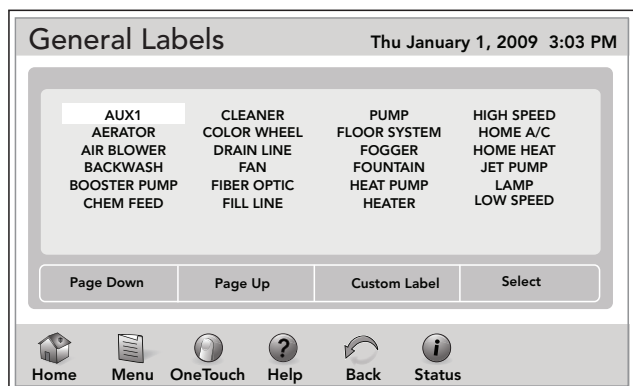 General Labels Thu January 1, 2009 3:03 PM
AUX1 CLEANER PUMP HIGH SPEED
AERATOR COLOR WHEEL FLOOR SYSTEM HOME A/C
AIR BLOWER DRAIN LINE FOGGER HOME HEAT
BACKWASH FAN FOUNTAIN JET PUMP
BOOSTER PUMP FIBER OPTIC HEAT PUMP LAMP
CHEM FEED FILL LINE HEATER LOW SPEED
Page Down Page Up Custom Label Select
Home Menu OneTouch Help Back Status